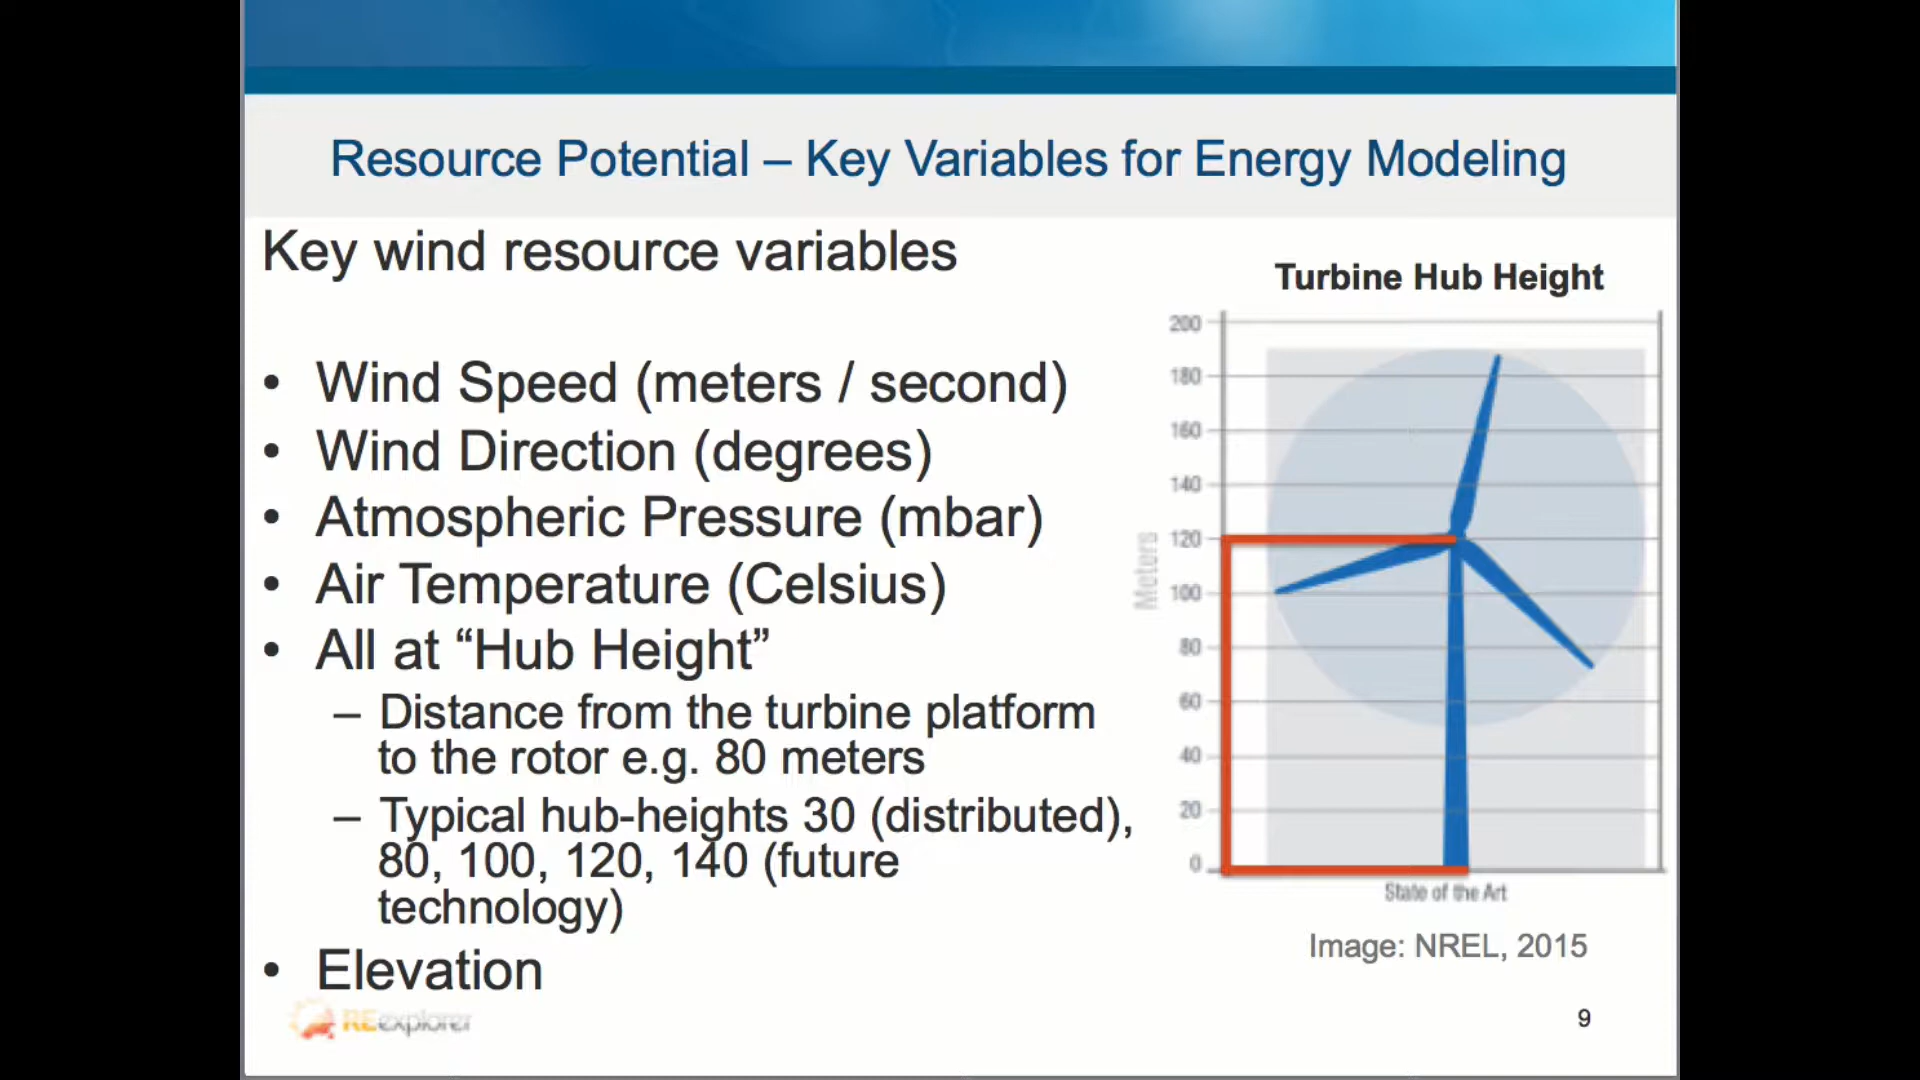 Resource Potential – Key Variables for Energy Modeling
Key wind resource variables
• Wind Speed (meters / second)
• Wind Direction (degrees)
• Atmospheric Pressure (mbar)
• Air Temperature (Celsius)
• All at “Hub Height”
– Distance from the turbine platform
to the rotor e.g. 80 meters
– Typical hub-heights 30 (distributed),
80, 100, 120, 140 (future
technology)
• Elevation
Turbine Hub Height
200
180
160
140
120
100
80
60
40
20
0
Meters
State of the Art
Image: NREL, 2015
REexplorer
9